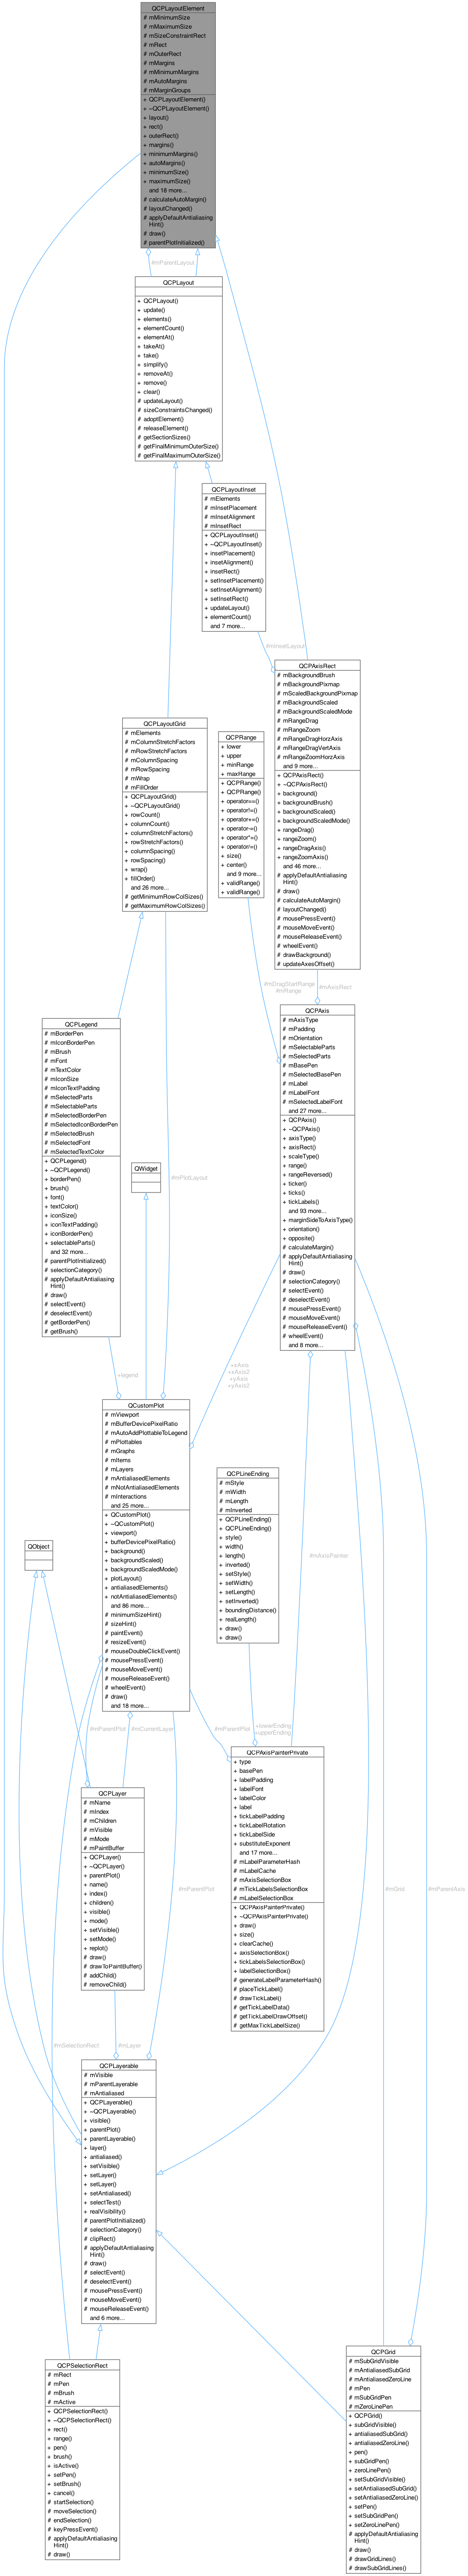 QCPLayoutElement
# mMinimumSize
# mMaximumSize
# mSizeConstraintRect
# mRect
# mOuterRect
# mMargins
# mMinimumMargins
# mAutoMargins
# mMarginGroups
+ QCPLayoutElement()
+ ~QCPLayoutElement()
+ layout()
+ rect()
+ outerRect()
+ margins()
+ minimumMargins()
+ autoMargins()
+ minimumSize()
+ maximumSize()
and 18 more...
# calculateAutoMargin()
# layoutChanged()
# applyDefaultAntialiasing
Hint()
# draw()
# parentPlotInitialized()
#mParentLayout
QCPLayout
+ QCPLayout()
+ update()
+ elements()
+ elementCount()
+ elementAt()
+ takeAt()
+ take()
+ simplify()
+ removeAt()
+ remove()
+ clear()
# updateLayout()
# sizeConstraintsChanged()
# adoptElement()
# releaseElement()
# getSectionSizes()
# getFinalMinimumOuterSize()
# getFinalMaximumOuterSize()
QCPLayoutInset
# mElements
# mInsetPlacement
# mInsetAlignment
# mInsetRect
+ QCPLayoutInset()
+ ~QCPLayoutInset()
+ insetPlacement()
+ insetAlignment()
+ insetRect()
+ setInsetPlacement()
+ setInsetAlignment()
+ setInsetRect()
+ updateLayout()
+ elementCount()
and 7 more...
#mInsetLayout
QCPAxisRect
# mBackgroundBrush
# mBackgroundPixmap
# mScaledBackgroundPixmap
# mBackgroundScaled
# mBackgroundScaledMode
# mRangeDrag
# mRangeZoom
# mRangeDragHorzAxis
# mRangeDragVertAxis
# mRangeZoomHorzAxis
and 9 more...
+ QCPAxisRect()
+ ~QCPAxisRect()
+ background()
+ backgroundBrush()
+ backgroundScaled()
+ backgroundScaledMode()
+ rangeDrag()
+ rangeZoom()
+ rangeDragAxis()
+ rangeZoomAxis()
and 46 more...
# applyDefaultAntialiasing
Hint()
# draw()
# calculateAutoMargin()
# layoutChanged()
# mousePressEvent()
# mouseMoveEvent()
# mouseReleaseEvent()
# wheelEvent()
# drawBackground()
# updateAxesOffset()
QCPLayoutGrid
# mElements
# mColumnStretchFactors
# mRowStretchFactors
# mColumnSpacing
# mRowSpacing
# mWrap
# mFillOrder
+ QCPLayoutGrid()
+ ~QCPLayoutGrid()
+ rowCount()
+ columnCount()
+ columnStretchFactors()
+ rowStretchFactors()
+ columnSpacing()
+ rowSpacing()
+ wrap()
+ fillOrder()
and 26 more...
# getMinimumRowColSizes()
# getMaximumRowColSizes()
QCPRange
+ lower
+ upper
+ minRange
+ maxRange
+ QCPRange()
+ QCPRange()
+ operator==()
+ operator!=()
+ operator+=()
+ operator-=()
+ operator*=()
+ operator/=()
+ size()
+ center()
and 9 more...
+ validRange()
+ validRange()
#mDragStartRange
#mRange
#mAxisRect
QCPAxis
# mAxisType
# mPadding
# mOrientation
# mSelectableParts
# mSelectedParts
# mBasePen
# mSelectedBasePen
# mLabel
# mLabelFont
# mSelectedLabelFont
and 27 more...
+ QCPAxis()
+ ~QCPAxis()
+ axisType()
+ axisRect()
+ scaleType()
+ range()
+ rangeReversed()
+ ticker()
+ ticks()
+ tickLabels()
and 93 more...
+ marginSideToAxisType()
+ orientation()
+ opposite()
# calculateMargin()
# applyDefaultAntialiasing
Hint()
# draw()
# selectionCategory()
# selectEvent()
# deselectEvent()
# mousePressEvent()
# mouseMoveEvent()
# mouseReleaseEvent()
# wheelEvent()
and 8 more...
QCPLegend
# mBorderPen
# mIconBorderPen
# mBrush
# mFont
# mTextColor
# mIconSize
# mIconTextPadding
# mSelectedParts
# mSelectableParts
# mSelectedBorderPen
# mSelectedIconBorderPen
# mSelectedBrush
# mSelectedFont
# mSelectedTextColor
+ QCPLegend()
+ ~QCPLegend()
+ borderPen()
+ brush()
+ font()
+ textColor()
+ iconSize()
+ iconTextPadding()
+ iconBorderPen()
+ selectableParts()
and 32 more...
# parentPlotInitialized()
# selectionCategory()
# applyDefaultAntialiasing
Hint()
# draw()
# selectEvent()
# deselectEvent()
# getBorderPen()
# getBrush()
QWidget
#mPlotLayout
+legend
+xAxis
+xAxis2
+yAxis
+yAxis2
QCustomPlot
# mViewport
# mBufferDevicePixelRatio
# mAutoAddPlottableToLegend
# mPlottables
# mGraphs
# mItems
# mLayers
# mAntialiasedElements
# mNotAntialiasedElements
# mInteractions
and 25 more...
+ QCustomPlot()
+ ~QCustomPlot()
+ viewport()
+ bufferDevicePixelRatio()
+ background()
+ backgroundScaled()
+ backgroundScaledMode()
+ plotLayout()
+ antialiasedElements()
+ notAntialiasedElements()
and 86 more...
# minimumSizeHint()
# sizeHint()
# paintEvent()
# resizeEvent()
# mouseDoubleClickEvent()
# mousePressEvent()
# mouseMoveEvent()
# mouseReleaseEvent()
# wheelEvent()
# draw()
and 18 more...
QCPLineEnding
# mStyle
# mWidth
# mLength
# mInverted
+ QCPLineEnding()
+ QCPLineEnding()
+ style()
+ width()
+ length()
+ inverted()
+ setStyle()
+ setWidth()
+ setLength()
+ setInverted()
+ boundingDistance()
+ realLength()
+ draw()
+ draw()
#mAxisPainter
QObject
#mParentPlot
#mCurrentLayer
#mParentPlot
+lowerEnding
+upperEnding
QCPAxisPainterPrivate
+ type
+ basePen
+ labelPadding
+ labelFont
+ labelColor
+ label
+ tickLabelPadding
+ tickLabelRotation
+ tickLabelSide
+ substituteExponent
and 17 more...
# mLabelParameterHash
# mLabelCache
# mAxisSelectionBox
# mTickLabelsSelectionBox
# mLabelSelectionBox
+ QCPAxisPainterPrivate()
+ ~QCPAxisPainterPrivate()
+ draw()
+ size()
+ clearCache()
+ axisSelectionBox()
+ tickLabelsSelectionBox()
+ labelSelectionBox()
# generateLabelParameterHash()
# placeTickLabel()
# drawTickLabel()
# getTickLabelData()
# getTickLabelDrawOffset()
# getMaxTickLabelSize()
QCPLayer
# mName
# mIndex
# mChildren
# mVisible
# mMode
# mPaintBuffer
+ QCPLayer()
+ ~QCPLayer()
+ parentPlot()
+ name()
+ index()
+ children()
+ visible()
+ mode()
+ setVisible()
+ setMode()
+ replot()
# draw()
# drawToPaintBuffer()
# addChild()
# removeChild()
#mParentPlot
#mGrid
#mParentAxis
#mSelectionRect
#mLayer
QCPLayerable
# mVisible
# mParentLayerable
# mAntialiased
+ QCPLayerable()
+ ~QCPLayerable()
+ visible()
+ parentPlot()
+ parentLayerable()
+ layer()
+ antialiased()
+ setVisible()
+ setLayer()
+ setLayer()
+ setAntialiased()
+ selectTest()
+ realVisibility()
# parentPlotInitialized()
# selectionCategory()
# clipRect()
# applyDefaultAntialiasing
Hint()
# draw()
# selectEvent()
# deselectEvent()
# mousePressEvent()
# mouseMoveEvent()
# mouseReleaseEvent()
and 6 more...
QCPSelectionRect
# mRect
# mPen
# mBrush
# mActive
+ QCPSelectionRect()
+ ~QCPSelectionRect()
+ rect()
+ range()
+ pen()
+ brush()
+ isActive()
+ setPen()
+ setBrush()
+ cancel()
# startSelection()
# moveSelection()
# endSelection()
# keyPressEvent()
# applyDefaultAntialiasing
Hint()
# draw()
QCPGrid
# mSubGridVisible
# mAntialiasedSubGrid
# mAntialiasedZeroLine
# mPen
# mSubGridPen
# mZeroLinePen
+ QCPGrid()
+ subGridVisible()
+ antialiasedSubGrid()
+ antialiasedZeroLine()
+ pen()
+ subGridPen()
+ zeroLinePen()
+ setSubGridVisible()
+ setAntialiasedSubGrid()
+ setAntialiasedZeroLine()
+ setPen()
+ setSubGridPen()
+ setZeroLinePen()
# applyDefaultAntialiasing
Hint()
# draw()
# drawGridLines()
# drawSubGridLines()